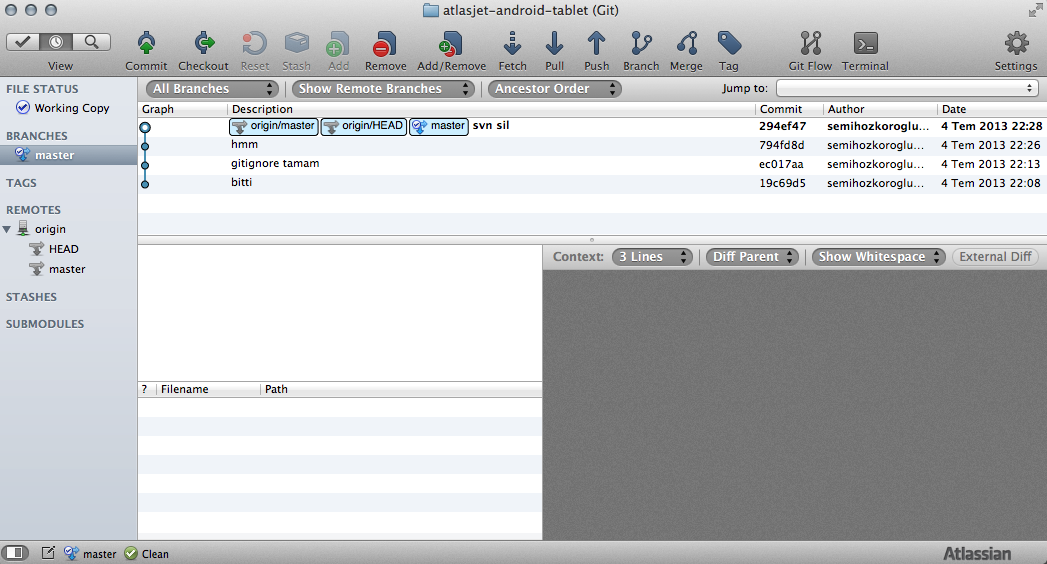 atlasjet-android-tablet (Git)
View Commit Checkout Reset Stash Add Remove Add/Remove Fetch Pull Push Branch Merge Tag Git Flow Terminal Settings
FILE STATUS
Working Copy
BRANCHES
master
TAGS
REMOTES
origin
HEAD
master
STASHES
SUBMODULES
All Branches Show Remote Branches Ancestor Order Jump to:
Graph Description Commit Author Date
origin/master origin/HEAD master svn sil 294ef47 semihozkoroglu... 4 Tem 2013 22:28
hmm 794fd8d semihozkoroglu... 4 Tem 2013 22:26
gitignore tamam ec017aa semihozkoroglu... 4 Tem 2013 22:13
bitti 19c69d5 semihozkoroglu... 4 Tem 2013 22:08
Context: 3 Lines Diff Parent Show Whitespace External Diff
? Filename Path
master Clean Atlassian